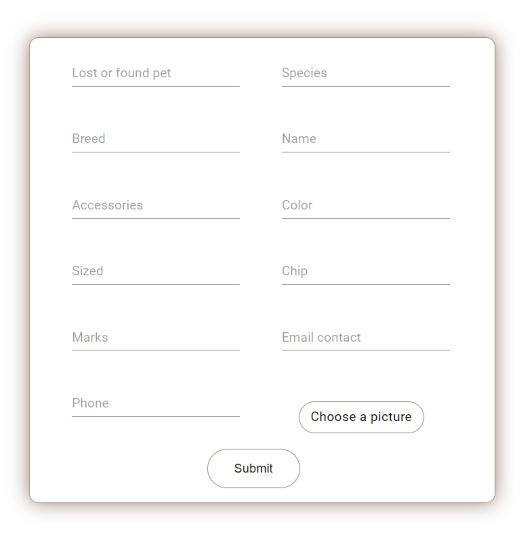 Lost or found pet
Species
Breed
Name
Accessories
Color
Sized
Chip
Marks
Email contact
Phone
Choose a picture
Submit